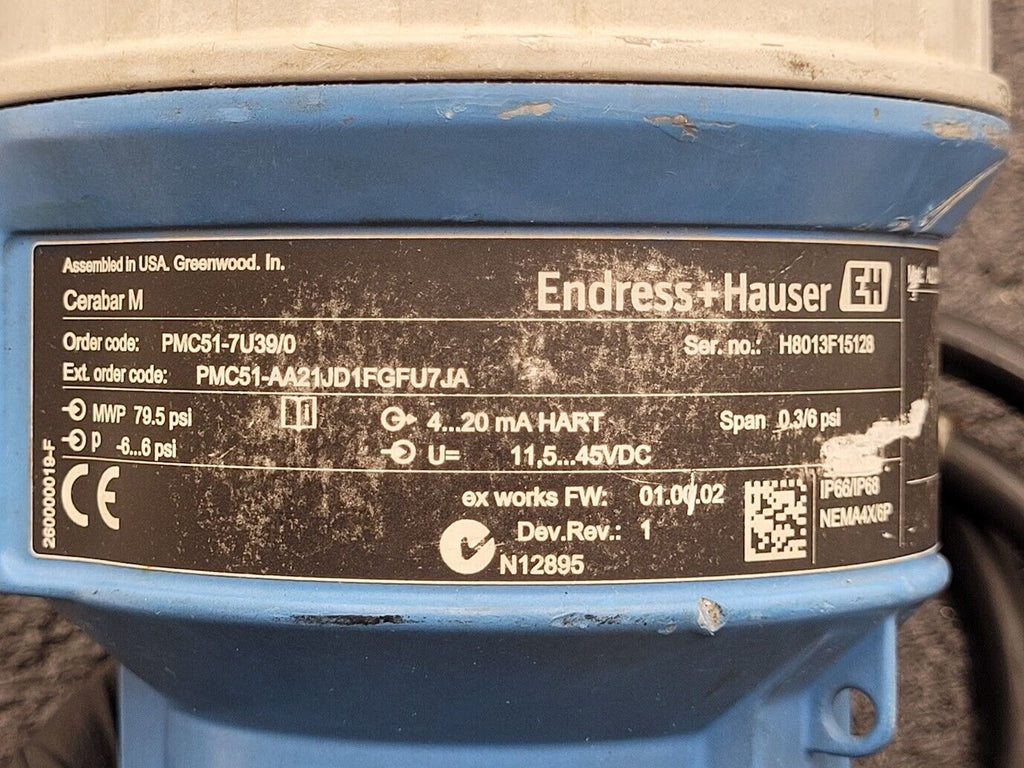 Assembled in USA. Greenwood. In.
Cerabar M
Endress+Hauser EH
Order code: PMC51-7U39/0
Ser. no.: H8013F15128
Ext. order code: PMC51-AA21JD1FGFU7JA
MWP 79.5 psi
4...20 mA HART
Span 0.3/6 psi
p -6...6 psi
U= 11,5...45VDC
260000019-F
CE
ex works FW: 01.00.02
IP66/IP68
Dev.Rev.: 1
NEMA4X/6P
N12895